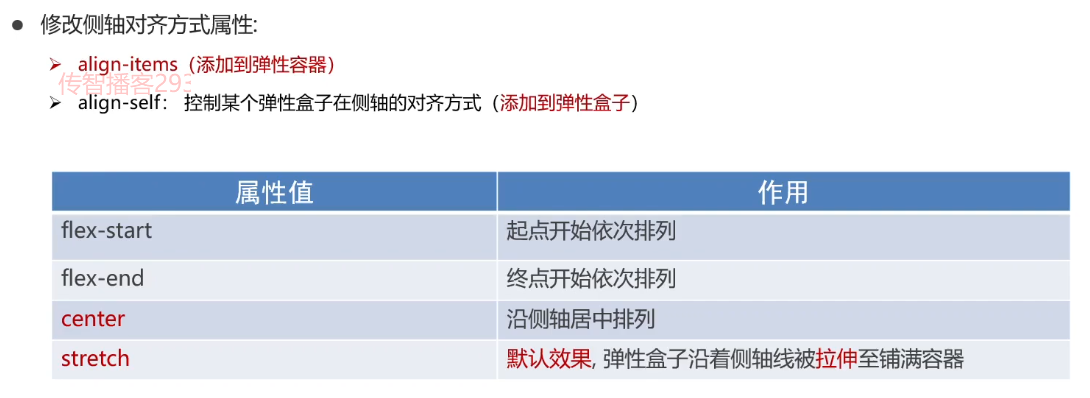 ● 修改侧轴对齐方式属性:
➢ align-items（添加到弹性容器）
传智播客293
➢ align-self： 控制某个弹性盒子在侧轴的对齐方式（添加到弹性盒子）
属性值 作用
flex-start 起点开始依次排列
flex-end 终点开始依次排列
center 沿侧轴居中排列
stretch 默认效果, 弹性盒子沿着侧轴线被拉伸至铺满容器